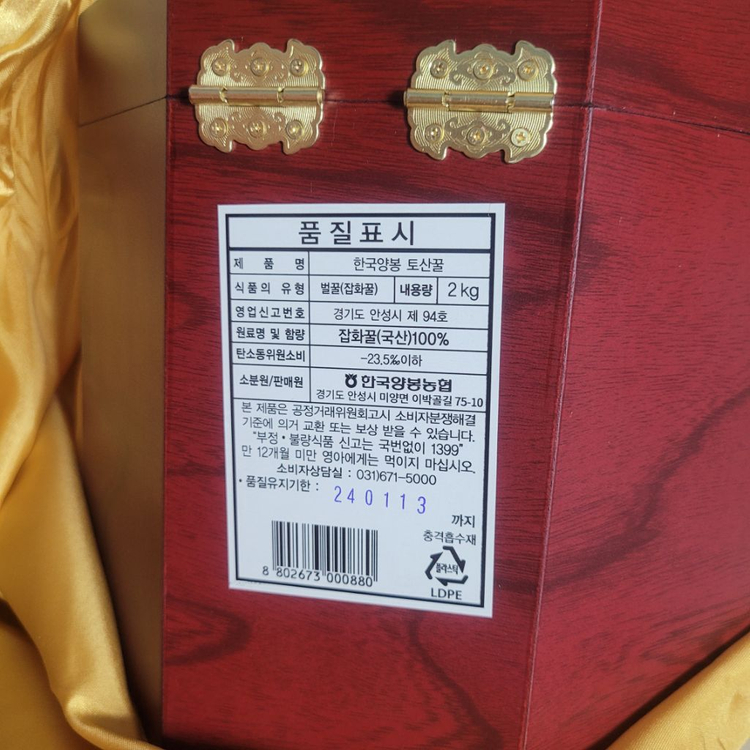 품질표시
제 품 명 한국양봉 토산꿀
식품의 유형 벌꿀(잡화꿀) 내용량 2kg
영업신고번호 경기도 안성시 제 94호
원료명 및 함량 잡화꿀(국산)100%
탄소동위원소비 -23.5‰이하
소분원/판매원 한국양봉농협
경기도 안성시 미양면 이박골길 75-10
본 제품은 공정거래위원회고시 소비자분쟁해결
기준에 의거 교환 또는 보상 받을 수 있습니다.
"부정·불량식품 신고는 국번없이 1399"
만 12개월 미만 영아에게는 먹이지 마십시오.
소비자상담실 : 031)671-5000
·품질유지기한 : 240113
까지
충격흡수재
플라스틱
LDPE
8 802673 000880